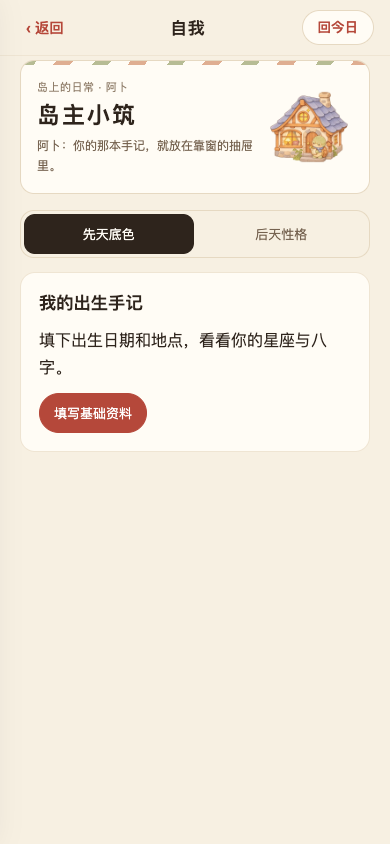 ‹ 返回
自我
回今日
岛上的日常 · 阿卜
岛主小筑
阿卜：你的那本手记，就放在靠窗的抽屉
里。
先天底色
后天性格
我的出生手记
填下出生日期和地点，看看你的星座与八
字。
填写基础资料